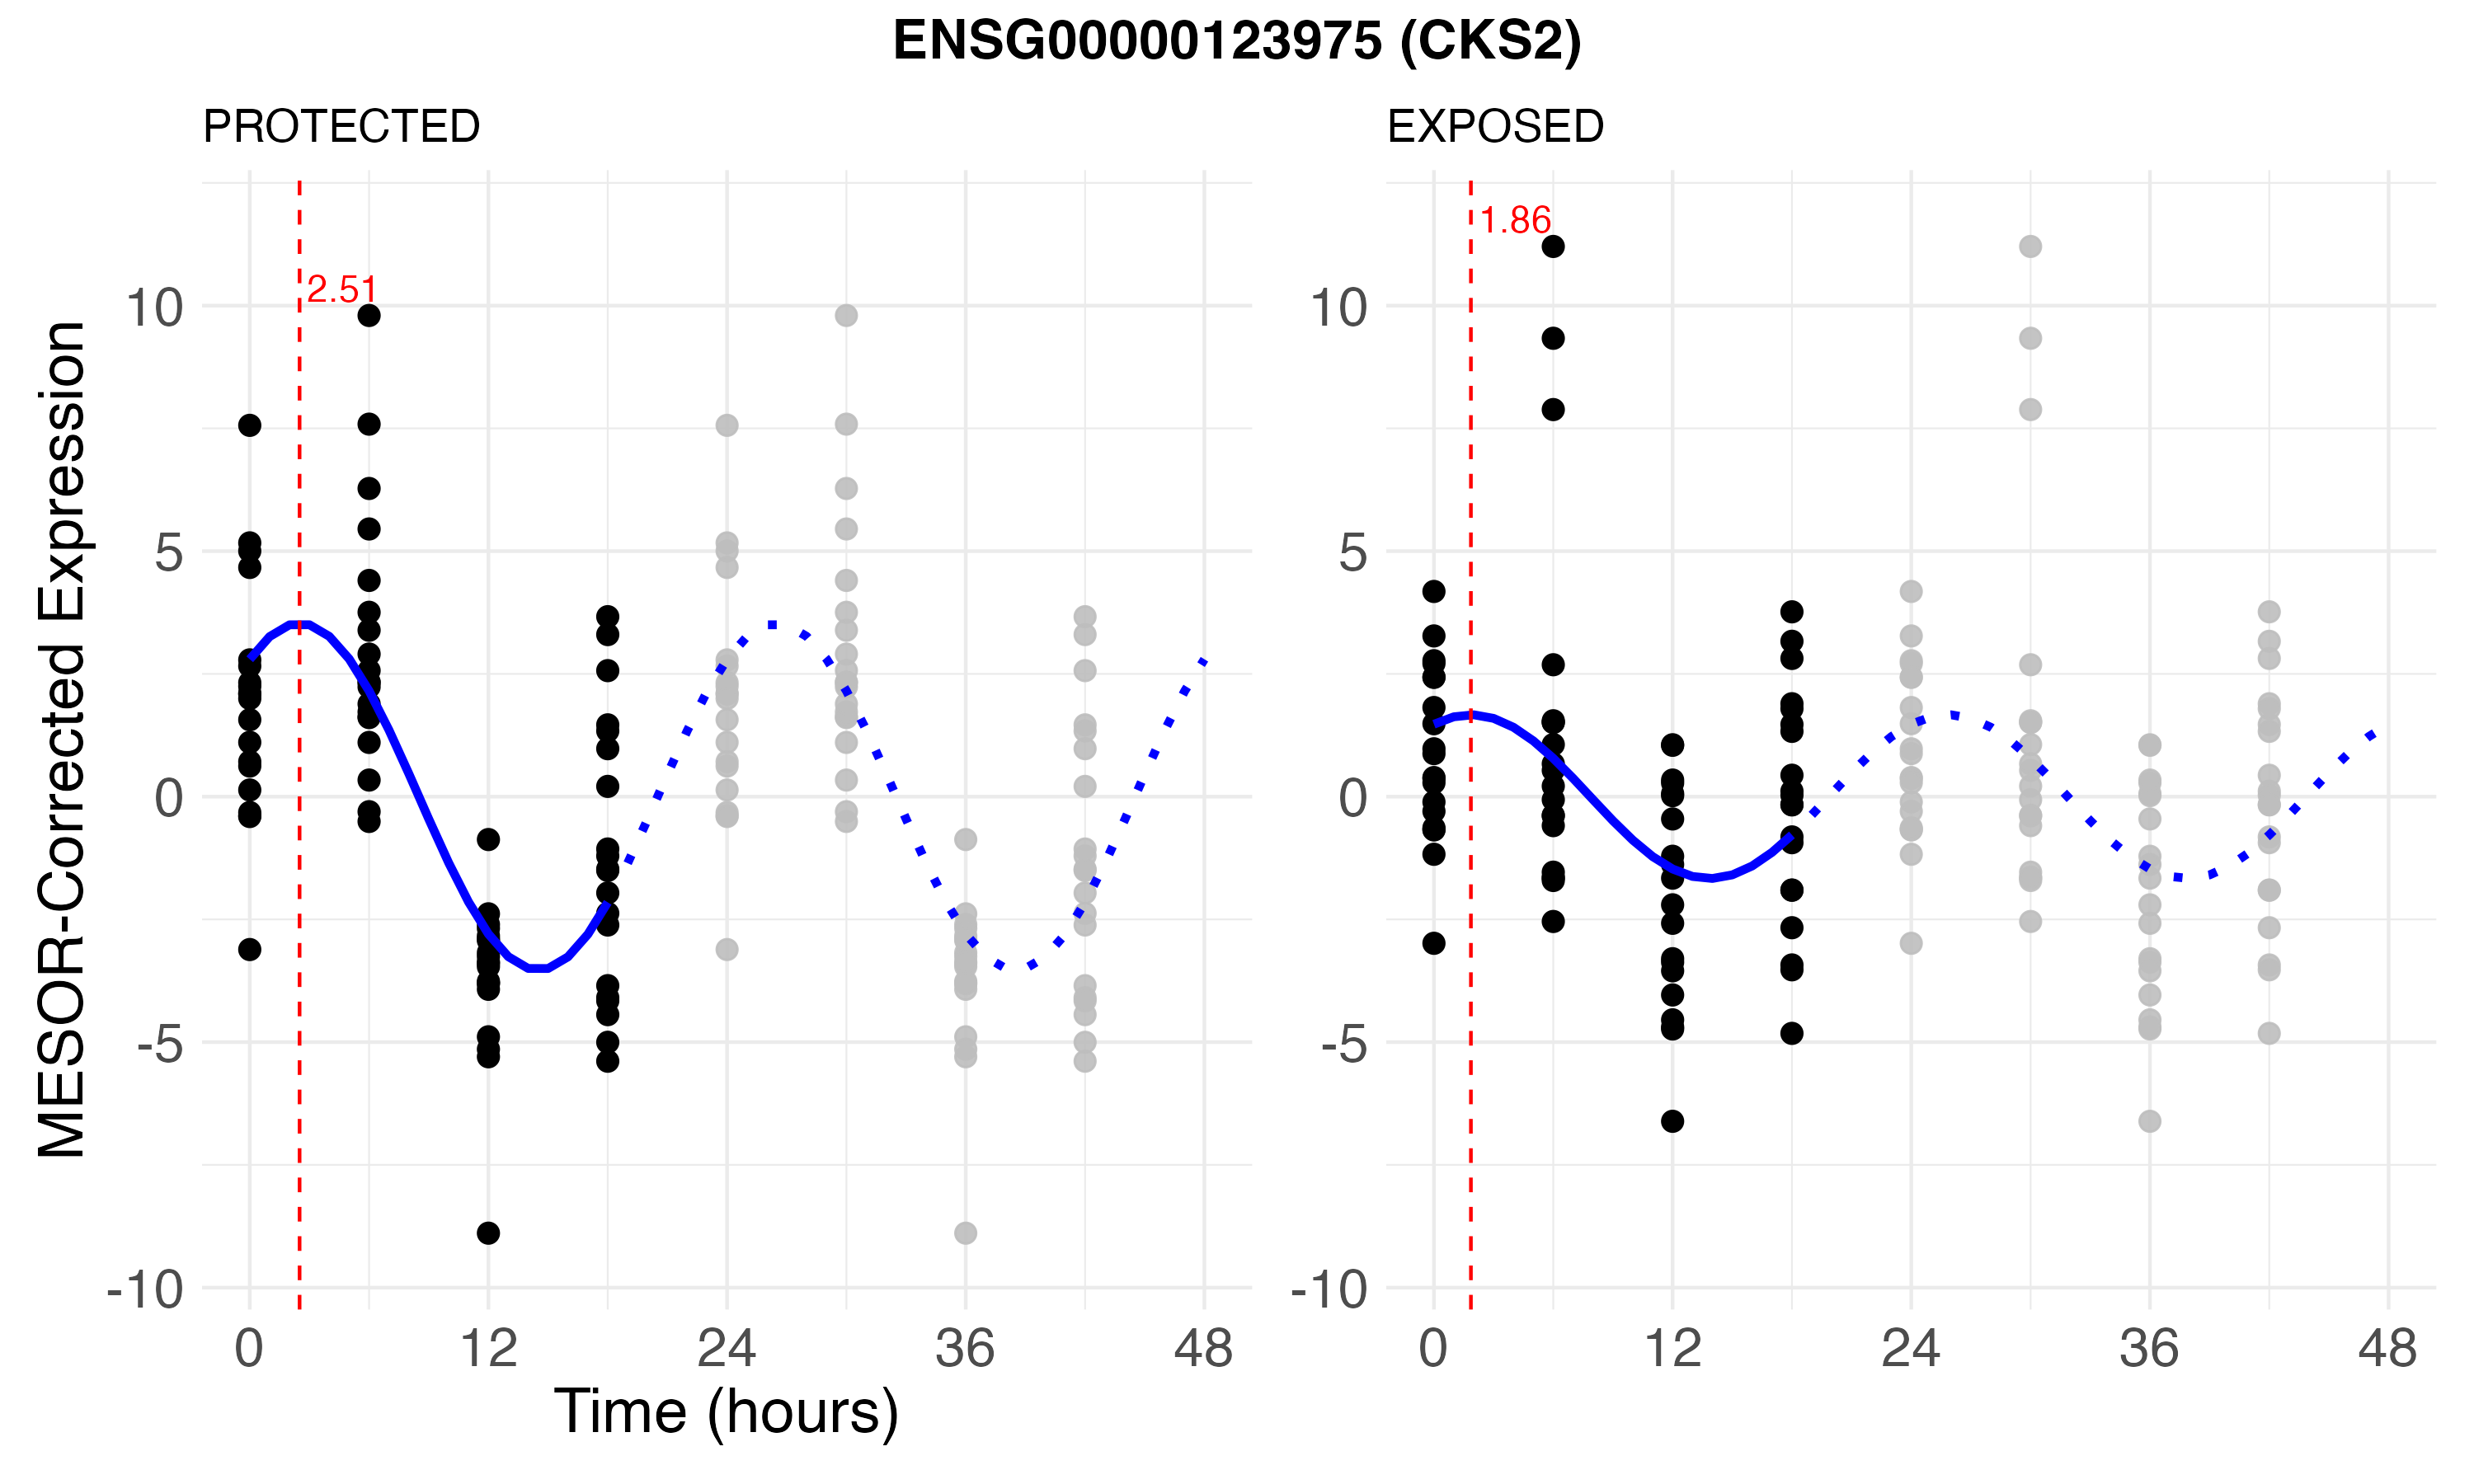 ENSG00000123975 (CKS2)
PROTECTED
EXPOSED
MESOR-Corrected Expression
10
5
0
-5
-10
2.51
0 12 24 36 48
10
5
0
-5
-10
1.86
0 12 24 36 48
Time (hours)